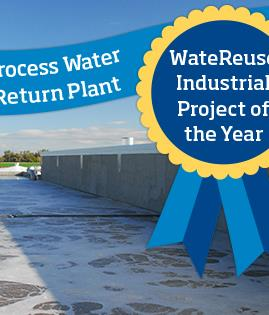 rocess Water
Return Plant
WateReuse
Industrial
Project of
the Year